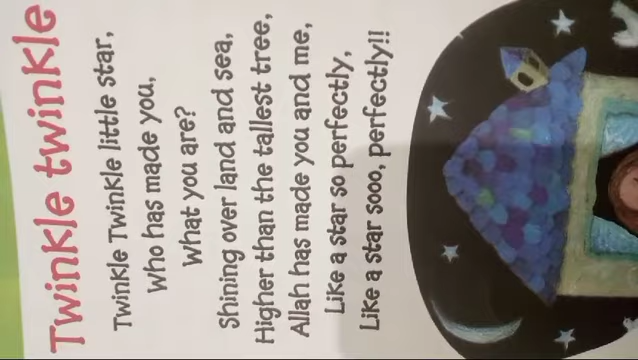 Twinkle twinkle
Twinkle Twinkle little star,
Who has made you,
What you are?
Shining over land and sea,
Higher than the tallest tree,
Allah has made you and me,
Like a star so perfectly,
Like a star sooo, perfectly!!